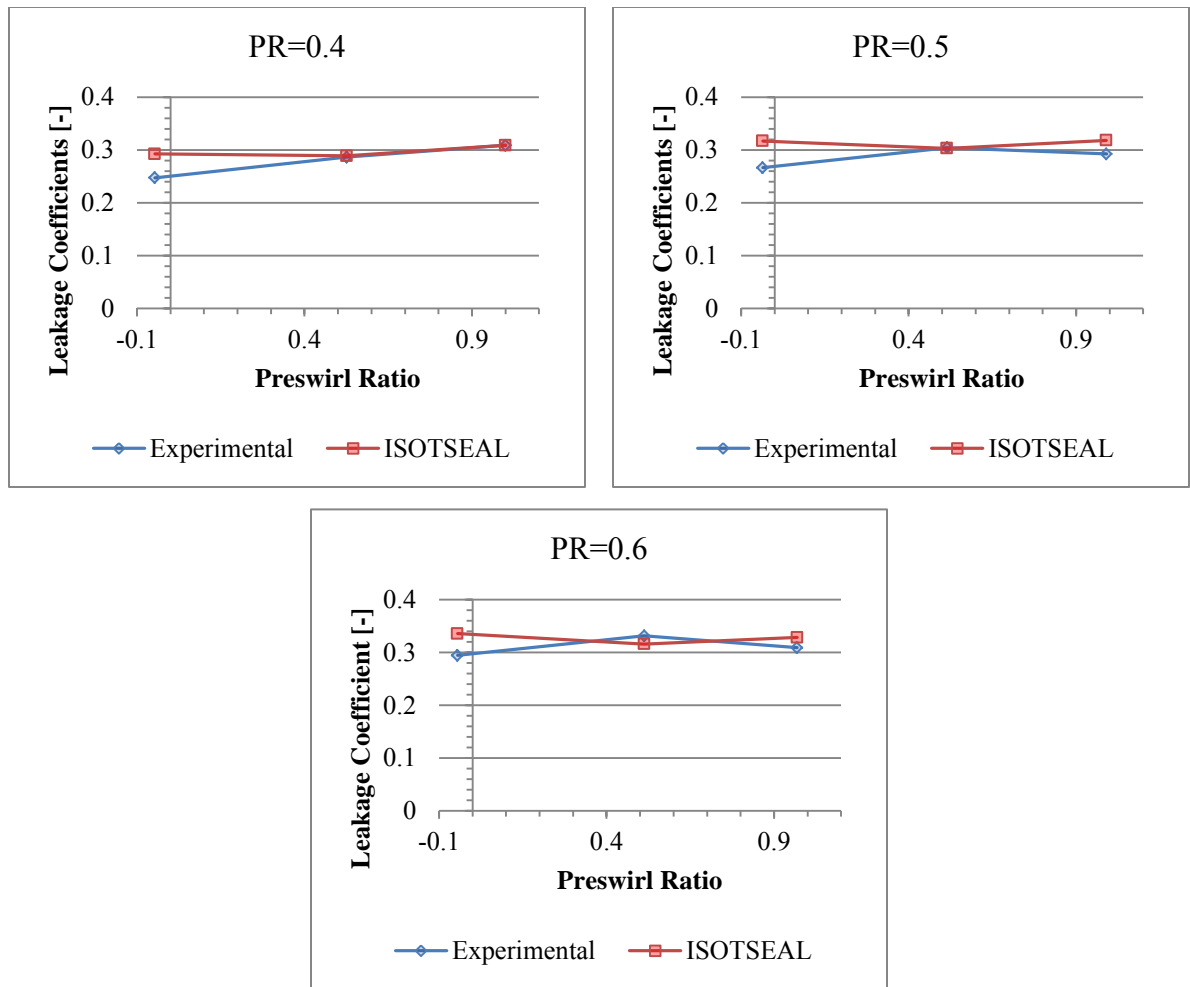 PR=0.4
Leakage Coefficients [-]
0.4
0.3
0.2
0.1
0
-0.1 0.4 0.9
Preswirl Ratio
Experimental ISOTSEAL
PR=0.5
Leakage Coefficients [-]
0.4
0.3
0.2
0.1
0
-0.1 0.4 0.9
Preswirl Ratio
Experimental ISOTSEAL
PR=0.6
Leakage Coefficient [-]
0.4
0.3
0.2
0.1
0
-0.1 0.4 0.9
Preswirl Ratio
Experimental ISOTSEAL